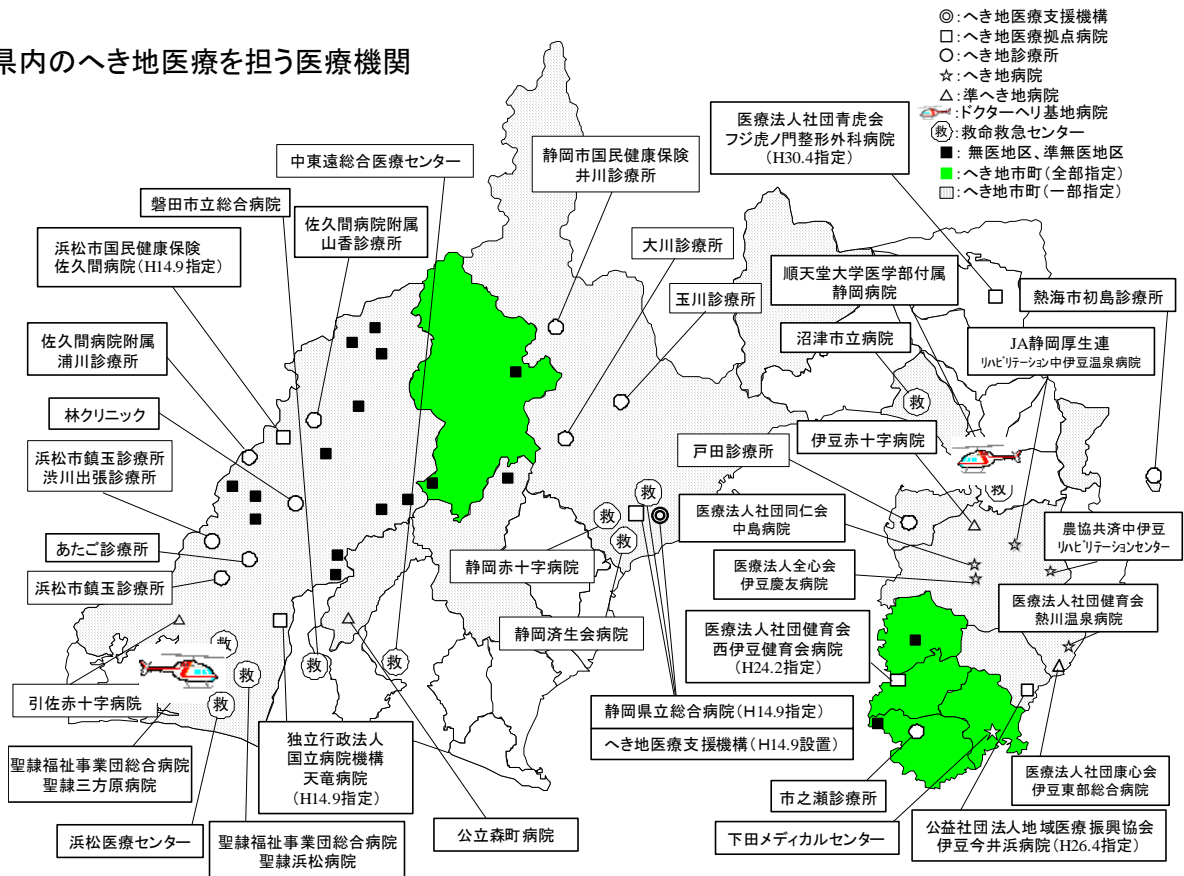 県内のへき地医療を担う医療機関
◎:へき地医療支援機構
□:へき地医療拠点病院
○:へき地診療所
☆:へき地病院
△:準へき地病院
:ドクターヘリ基地病院
救:救命救急センター
■:無医地区、準無医地区
■:へき地市町(全部指定)
□:へき地市町(一部指定)
医療法人社団青虎会
フジ虎ノ門整形外科病院
(H30.4指定)
中東遠総合医療センター
静岡市国民健康保険
井川診療所
磐田市立総合病院
佐久間病院附属
山香診療所
浜松市国民健康保険
佐久間病院(H14.9指定)
大川診療所
玉川診療所
順天堂大学医学部付属
静岡病院
熱海市初島診療所
沼津市立病院
JA静岡厚生連
リハビリテーション中伊豆温泉病院
佐久間病院附属
浦川診療所
林クリニック
救
伊豆赤十字病院
戸田診療所
浜松市鎮玉診療所
渋川出張診療所
救
救
救
救
医療法人社団同仁会
中島病院
農協共済中伊豆
リハビリテーションセンター
あたご診療所
静岡赤十字病院
医療法人全心会
伊豆慶友病院
浜松市鎮玉診療所
医療法人社団健育会
熱川温泉病院
静岡済生会病院
医療法人社団健育会
西伊豆健育会病院
(H24.2指定)
救
救
救
救
救
引佐赤十字病院
静岡県立総合病院(H14.9指定)
へき地医療支援機構(H14.9設置)
独立行政法人
国立病院機構
天竜病院
(H14.9指定)
聖隷福祉事業団総合病院
聖隷三方原病院
医療法人社団康心会
伊豆東部総合病院
市之瀬診療所
浜松医療センター
聖隷福祉事業団総合病院
聖隷浜松病院
公立森町病院
下田メディカルセンター
公益社団法人地域医療振興協会
伊豆今井浜病院(H26.4指定)